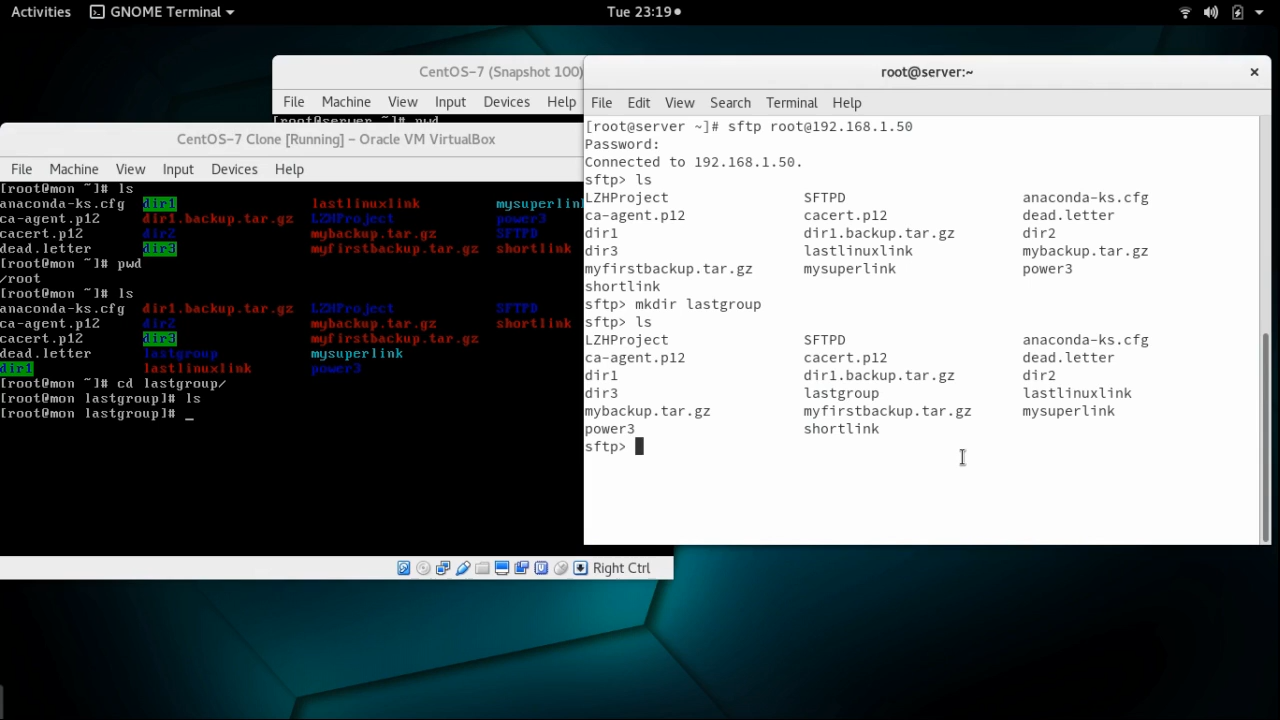 Activities GNOME Terminal Tue 23:19
CentOS-7 (Snapshot 100)
File Machine View Input Devices Help
CentOS-7 Clone [Running] – Oracle VM VirtualBox
File Machine View Input Devices Help
[root@mon ~]# ls
anaconda-ks.cfg dir1 lastlinuxlink mysuperlin
ca-agent.p12 dir1.backup.tar.gz LZHProject power3
cacert.p12 dir2 mybackup.tar.gz SFTPD
dead.letter dir3 myfirstbackup.tar.gz shortlink
[root@mon ~]# pwd
/root
[root@mon ~]# ls
anaconda-ks.cfg dir1.backup.tar.gz LZHProject SFTPD
ca-agent.p12 dir2 mybackup.tar.gz shortlink
cacert.p12 dir3 myfirstbackup.tar.gz
dead.letter lastgroup mysuperlink
dir1 lastlinuxlink power3
[root@mon ~]# cd lastgroup/
[root@mon lastgroup]# ls
[root@mon lastgroup]# _
Right Ctrl
root@server:~
File Edit View Search Terminal Help
[root@server ~]# sftp root@192.168.1.50
Password:
Connected to 192.168.1.50.
sftp> ls
LZHProject SFTPD anaconda-ks.cfg
ca-agent.p12 cacert.p12 dead.letter
dir1 dir1.backup.tar.gz dir2
dir3 lastlinuxlink mybackup.tar.gz
myfirstbackup.tar.gz mysuperlink power3
shortlink
sftp> mkdir lastgroup
sftp> ls
LZHProject SFTPD anaconda-ks.cfg
ca-agent.p12 cacert.p12 dead.letter
dir1 dir1.backup.tar.gz dir2
dir3 lastgroup lastlinuxlink
mybackup.tar.gz myfirstbackup.tar.gz mysuperlink
power3 shortlink
sftp>